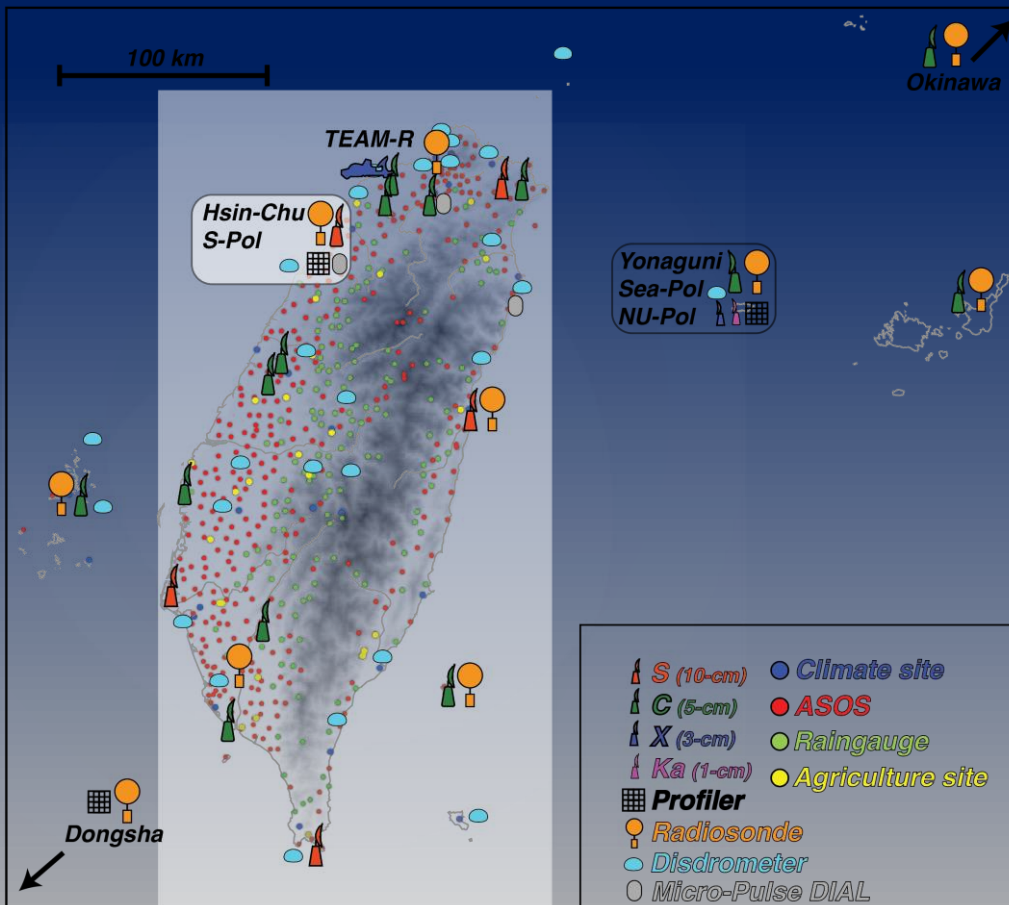 100 km
Okinawa
TEAM-R
Hsin-Chu
S-Pol
Yonaguni
Sea-Pol
NU-Pol
Dongsha
S (10-cm)
C (5-cm)
X (3-cm)
Ka (1-cm)
Profiler
Radiosonde
Disdrometer
Micro-Pulse DIAL
Climate site
ASOS
Raingauge
Agriculture site